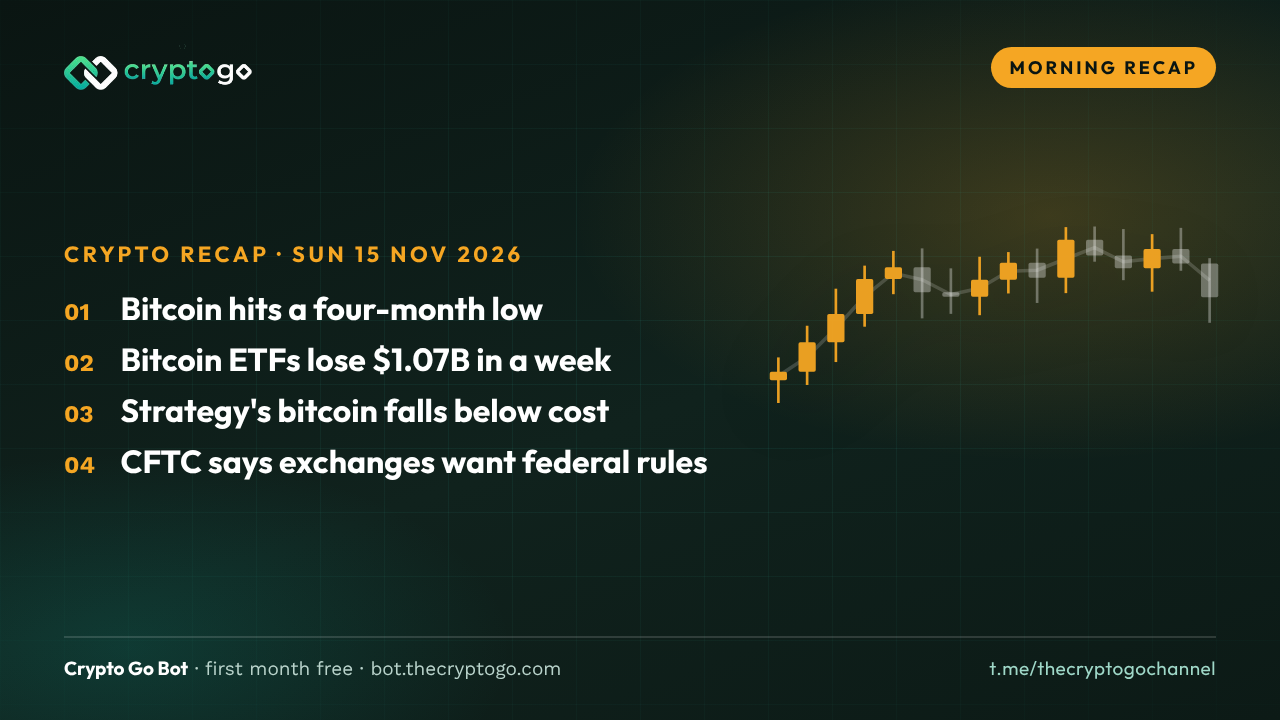 cryptogo
MORNING RECAP
CRYPTO RECAP · SUN 15 NOV 2026
01 Bitcoin hits a four-month low
02 Bitcoin ETFs lose $1.07B in a week
03 Strategy's bitcoin falls below cost
04 CFTC says exchanges want federal rules
Crypto Go Bot · first month free · bot.thecryptogo.com
t.me/thecryptogochannel